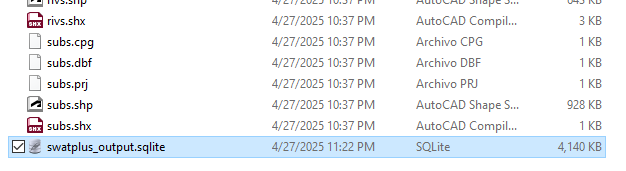 rivs.shp 4/27/2025 10:37 PM AutoCAD Shape S... 643 KB
rivs.shx 4/27/2025 10:37 PM AutoCAD Compil... 3 KB
subs.cpg 4/27/2025 10:37 PM Archivo CPG 1 KB
subs.dbf 4/27/2025 10:37 PM Archivo DBF 1 KB
subs.prj 4/27/2025 10:37 PM Archivo PRJ 1 KB
subs.shp 4/27/2025 10:37 PM AutoCAD Shape S... 928 KB
subs.shx 4/27/2025 10:37 PM AutoCAD Compil... 1 KB
swatplus_output.sqlite 4/27/2025 11:22 PM SQLite 4,140 KB